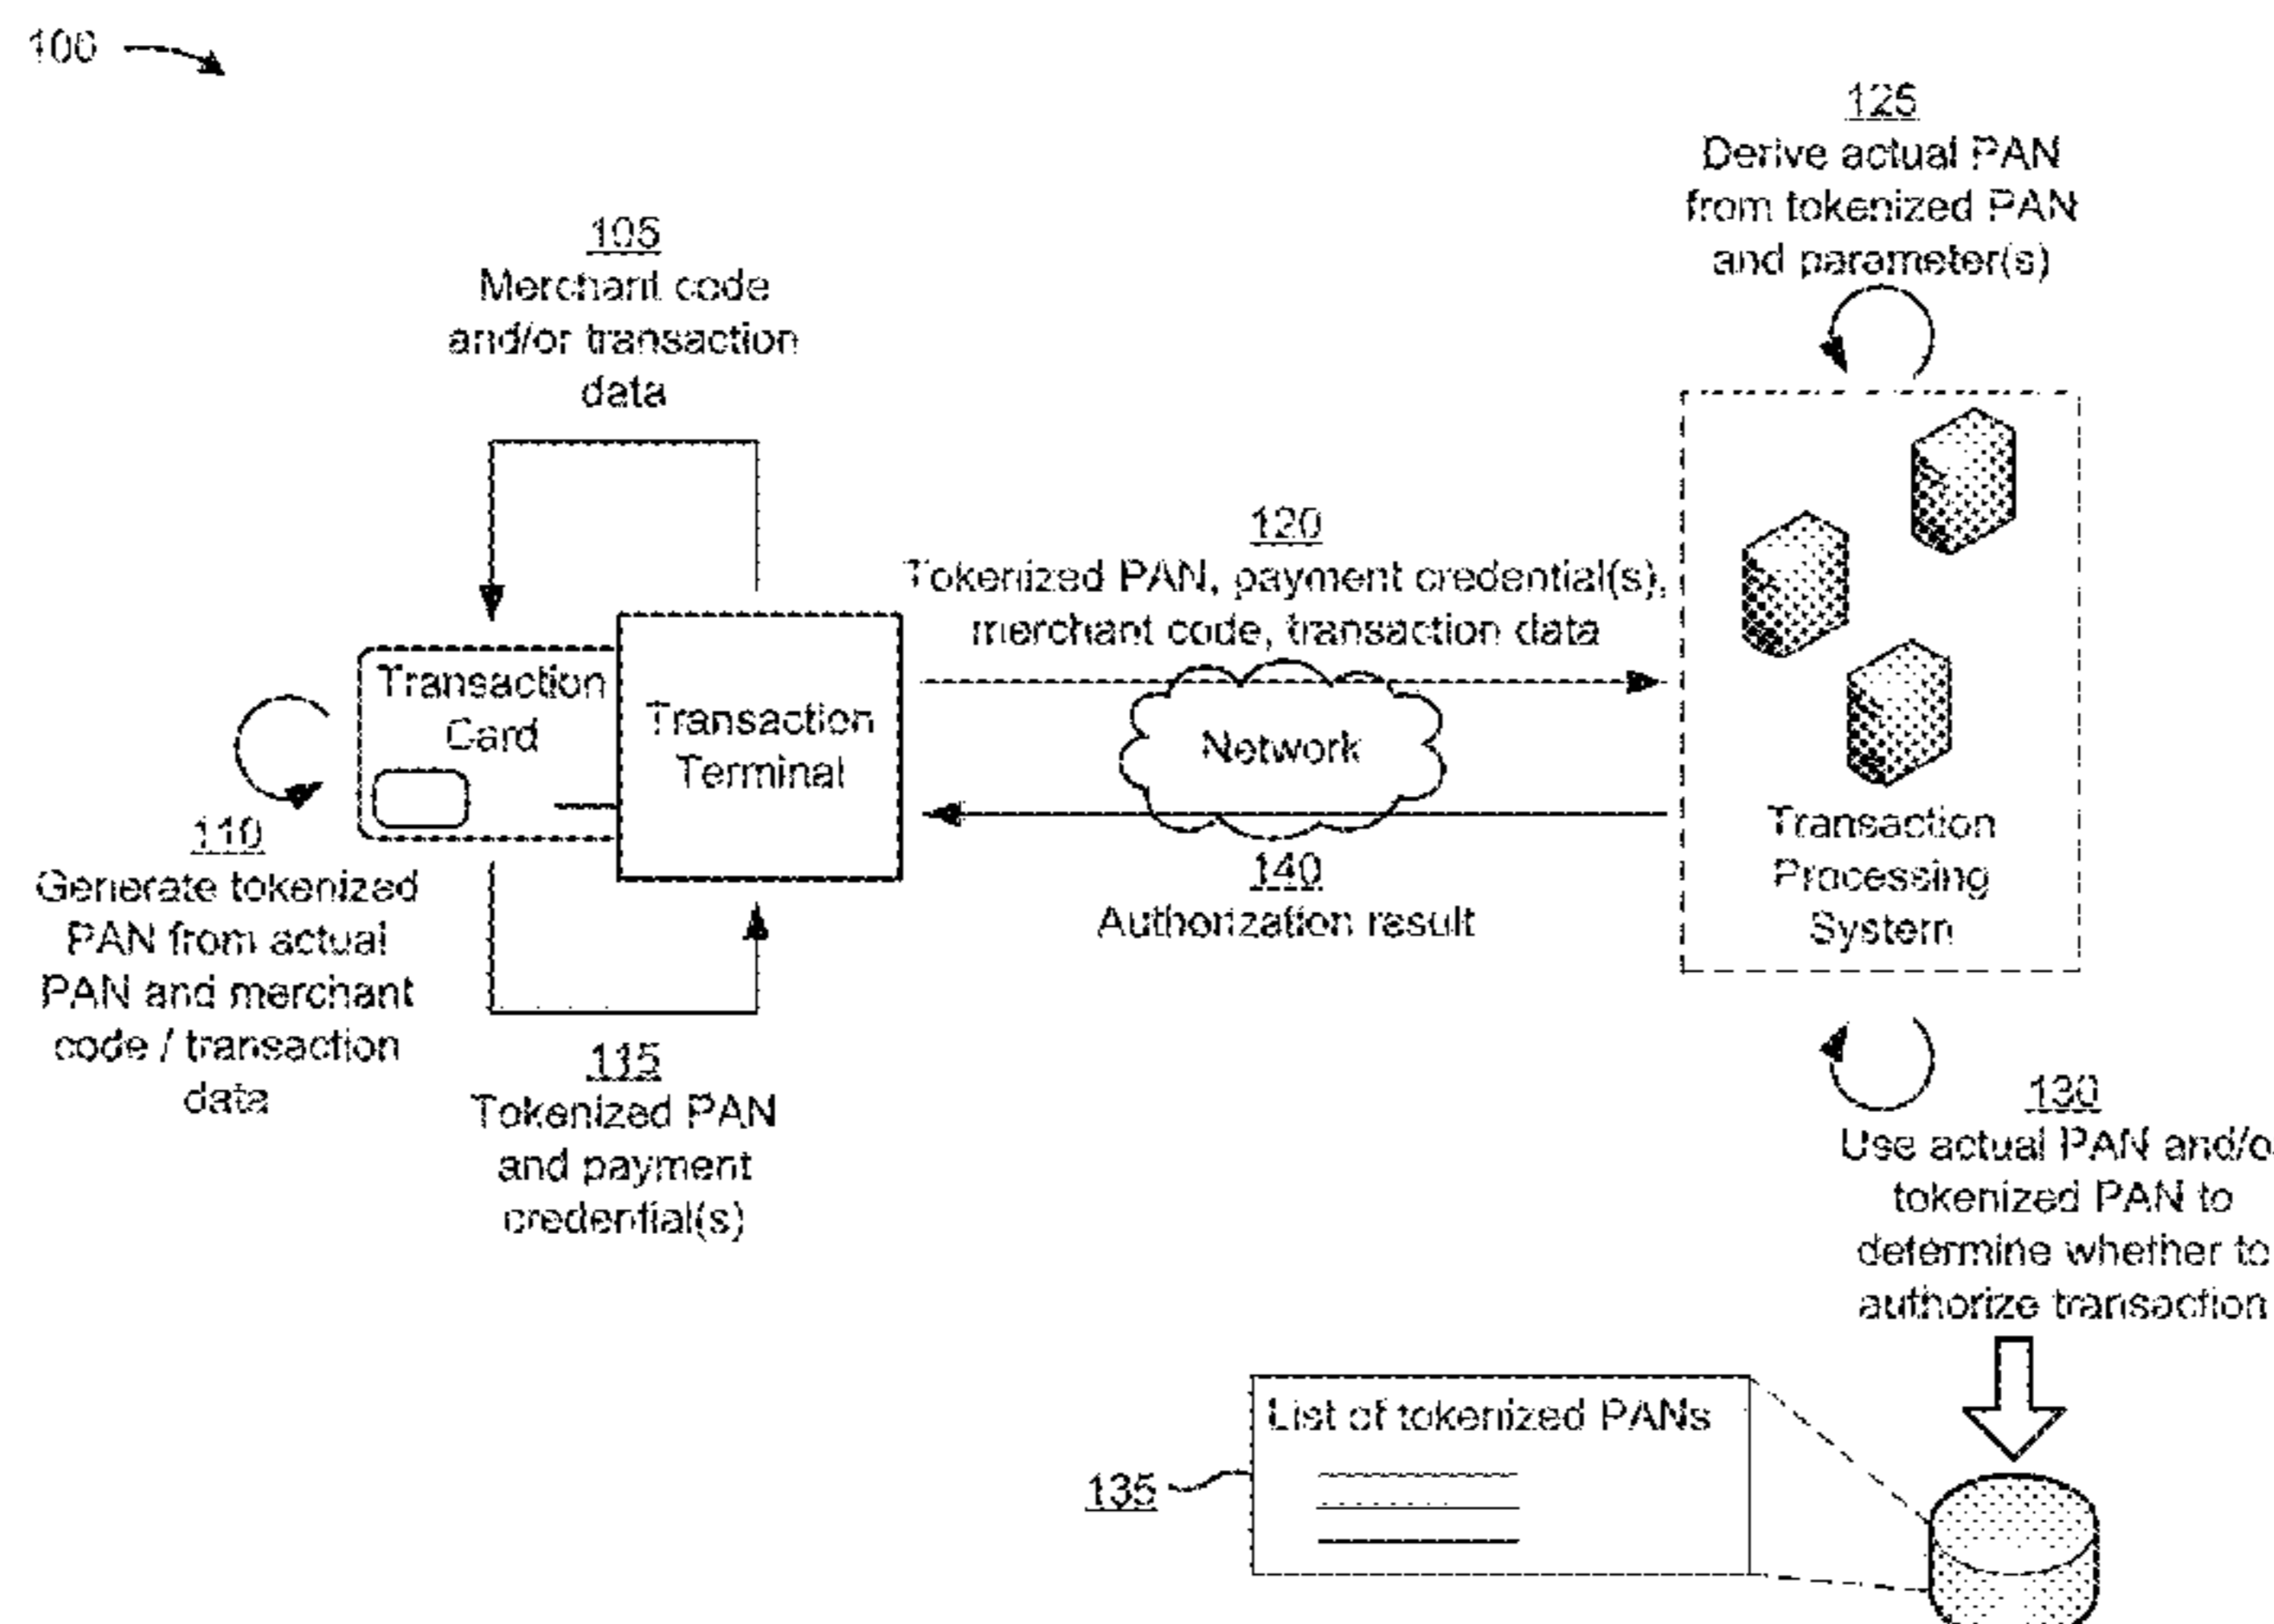 100
105
Merchant code
and/or transaction
data
Transaction
Card
Transaction
Terminal
110
Generate tokenized
PAN from actual
PAN and merchant
code / transaction
data
115
Tokenized PAN
and payment
credential(s)
120
Tokenized PAN, payment credential(s),
merchant code, transaction data
Network
140
Authorization result
125
Derive actual PAN
from tokenized PAN
and parameter(s)
Transaction
Processing
System
130
Use actual PAN and/o
tokenized PAN to
determine whether to
authorize transaction
List of tokenized PANs
135